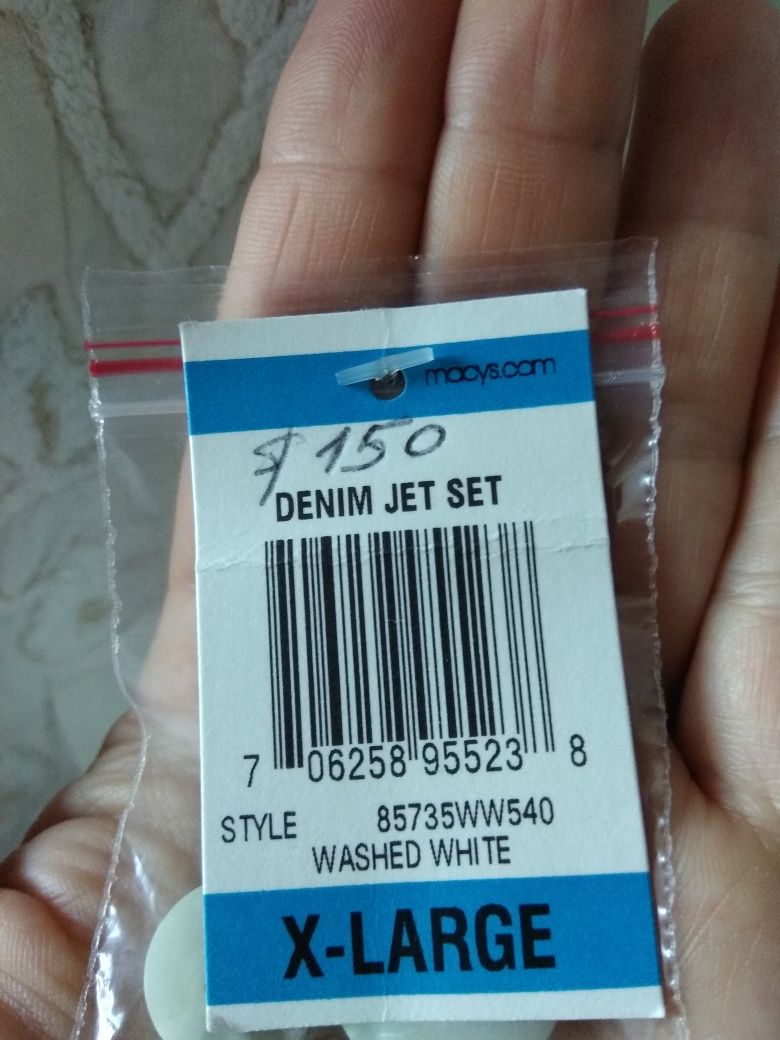 macys.com
$150
DENIM JET SET
7 06258 95523 8
STYLE 85735WW540
WASHED WHITE
X-LARGE